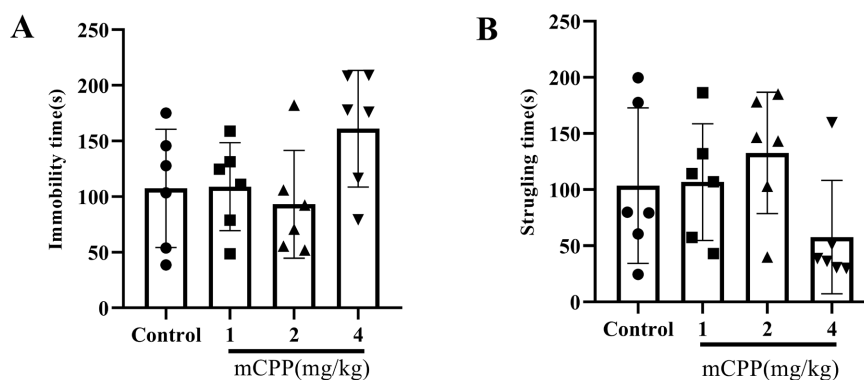 A
Immobility time(s)
250
200
150
100
50
0
Control 1 2 4
mCPP(mg/kg)
B
Strugling time(s)
250
200
150
100
50
0
Control 1 2 4
mCPP(mg/kg)